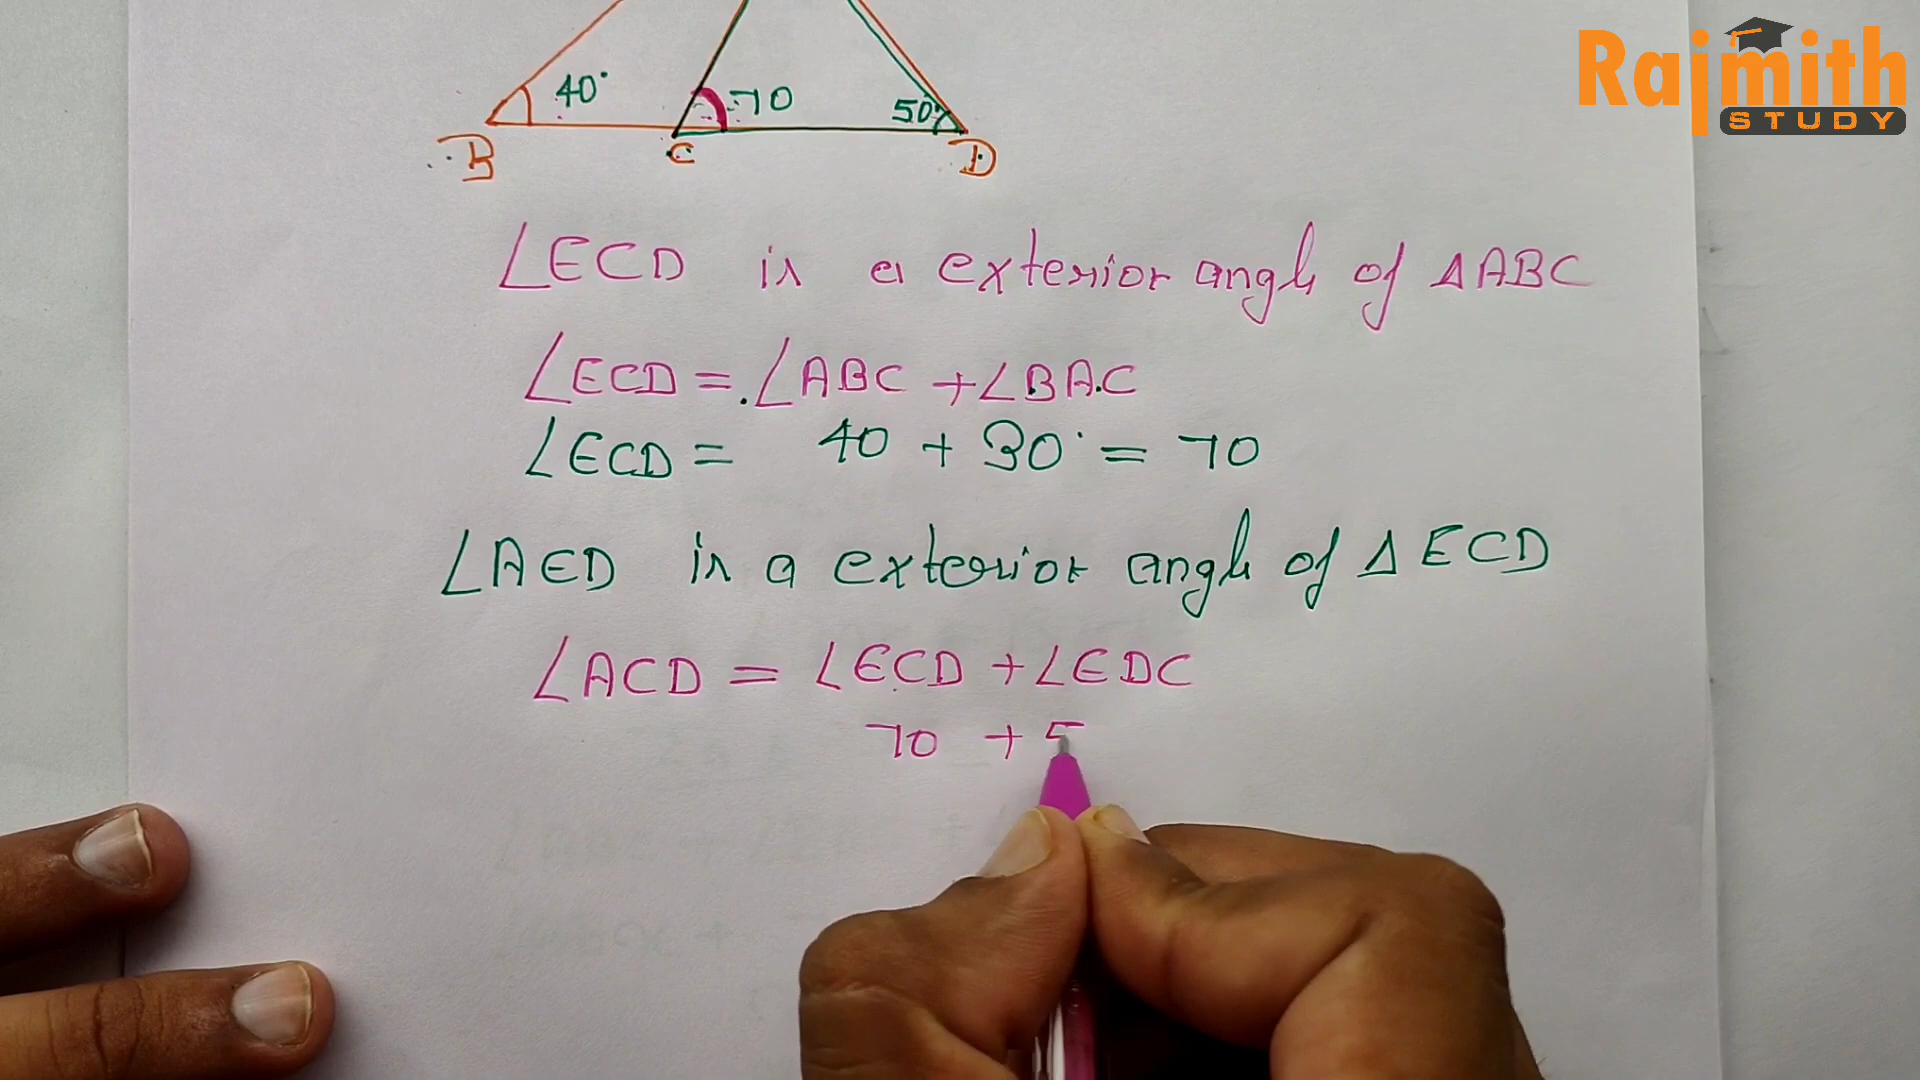 Rajmith
STUDY
40°
70
50°
B
C
D
∠ECD is a exterior angle of ΔABC
∠ECD = ∠ABC + ∠BAC
∠ECD = 40 + 30° = 70
∠AED is a exterior angle of ΔECD
∠ACD = ∠ECD + ∠EDC
70 + 5